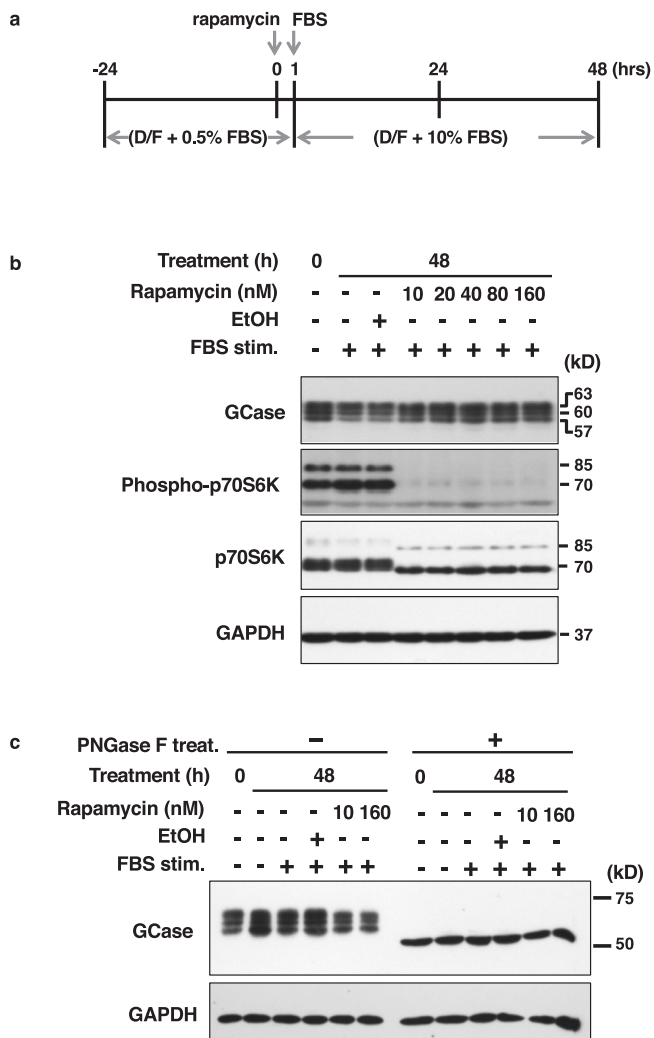 a
rapamycin FBS
-24 0 1 24 48 (hrs)
(D/F + 0.5% FBS) (D/F + 10% FBS)
b
Treatment (h) 0 48
Rapamycin (nM) - - - 10 20 40 80 160
EtOH - - + - - - - -
FBS stim. - + + + + + + +
(kD)
GCase 63 60 57
Phospho-p70S6K 85 70
p70S6K 85 70
GAPDH 37
c
PNGase F treat. - +
Treatment (h) 0 48 0 48
Rapamycin (nM) - - - - 10 160 - - - - 10 160
EtOH - - - + - - - - - + - -
FBS stim. - - + + + + - - + + + +
(kD)
GCase 75 50
GAPDH